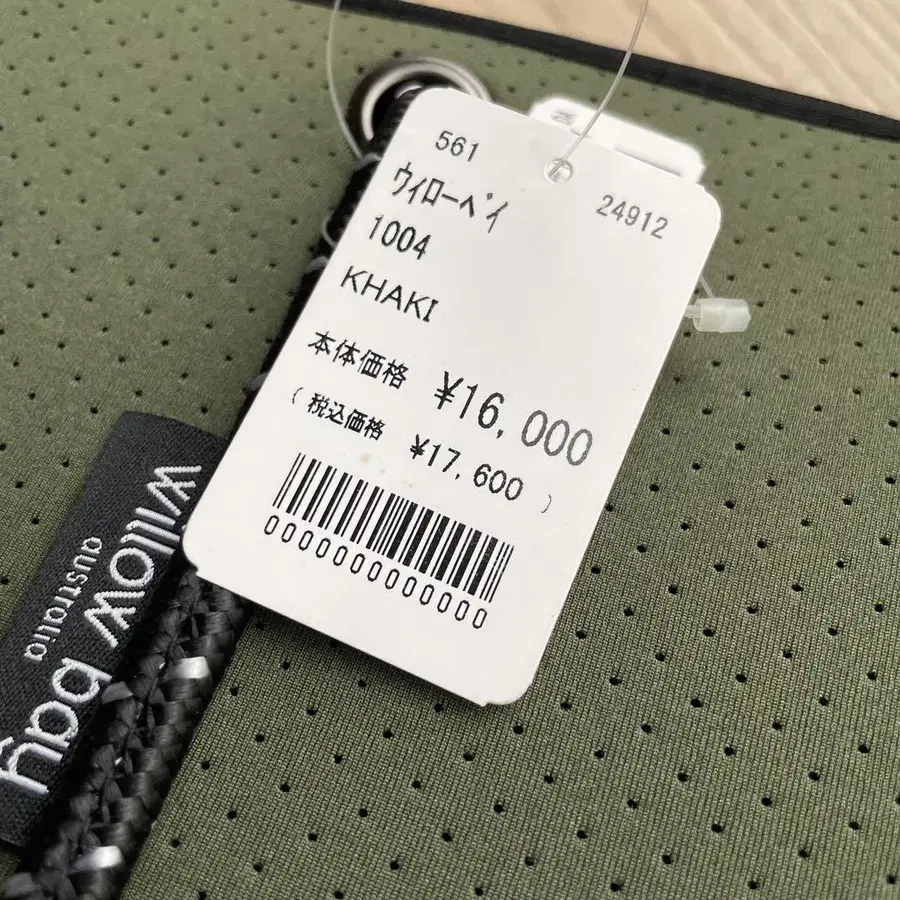 561
24912
ウィローベイ
1004
KHAKI
本体価格 ¥16,000
( 税込価格 ¥17,600 )
0000000000000
willow bay
australia